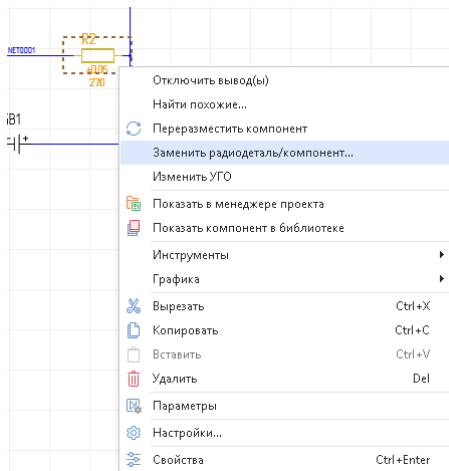 R2
NET0001
±0.05
270
GB1
Отключить вывод(ы)
Найти похожие...
Переразместить компонент
Заменить радиодеталь/компонент...
Изменить УГО
Показать в менеджере проекта
Показать компонент в библиотеке
Инструменты
Графика
Вырезать Ctrl+X
Копировать Ctrl+C
Вставить Ctrl+V
Удалить Del
Параметры
Настройки...
Свойства Ctrl+Enter